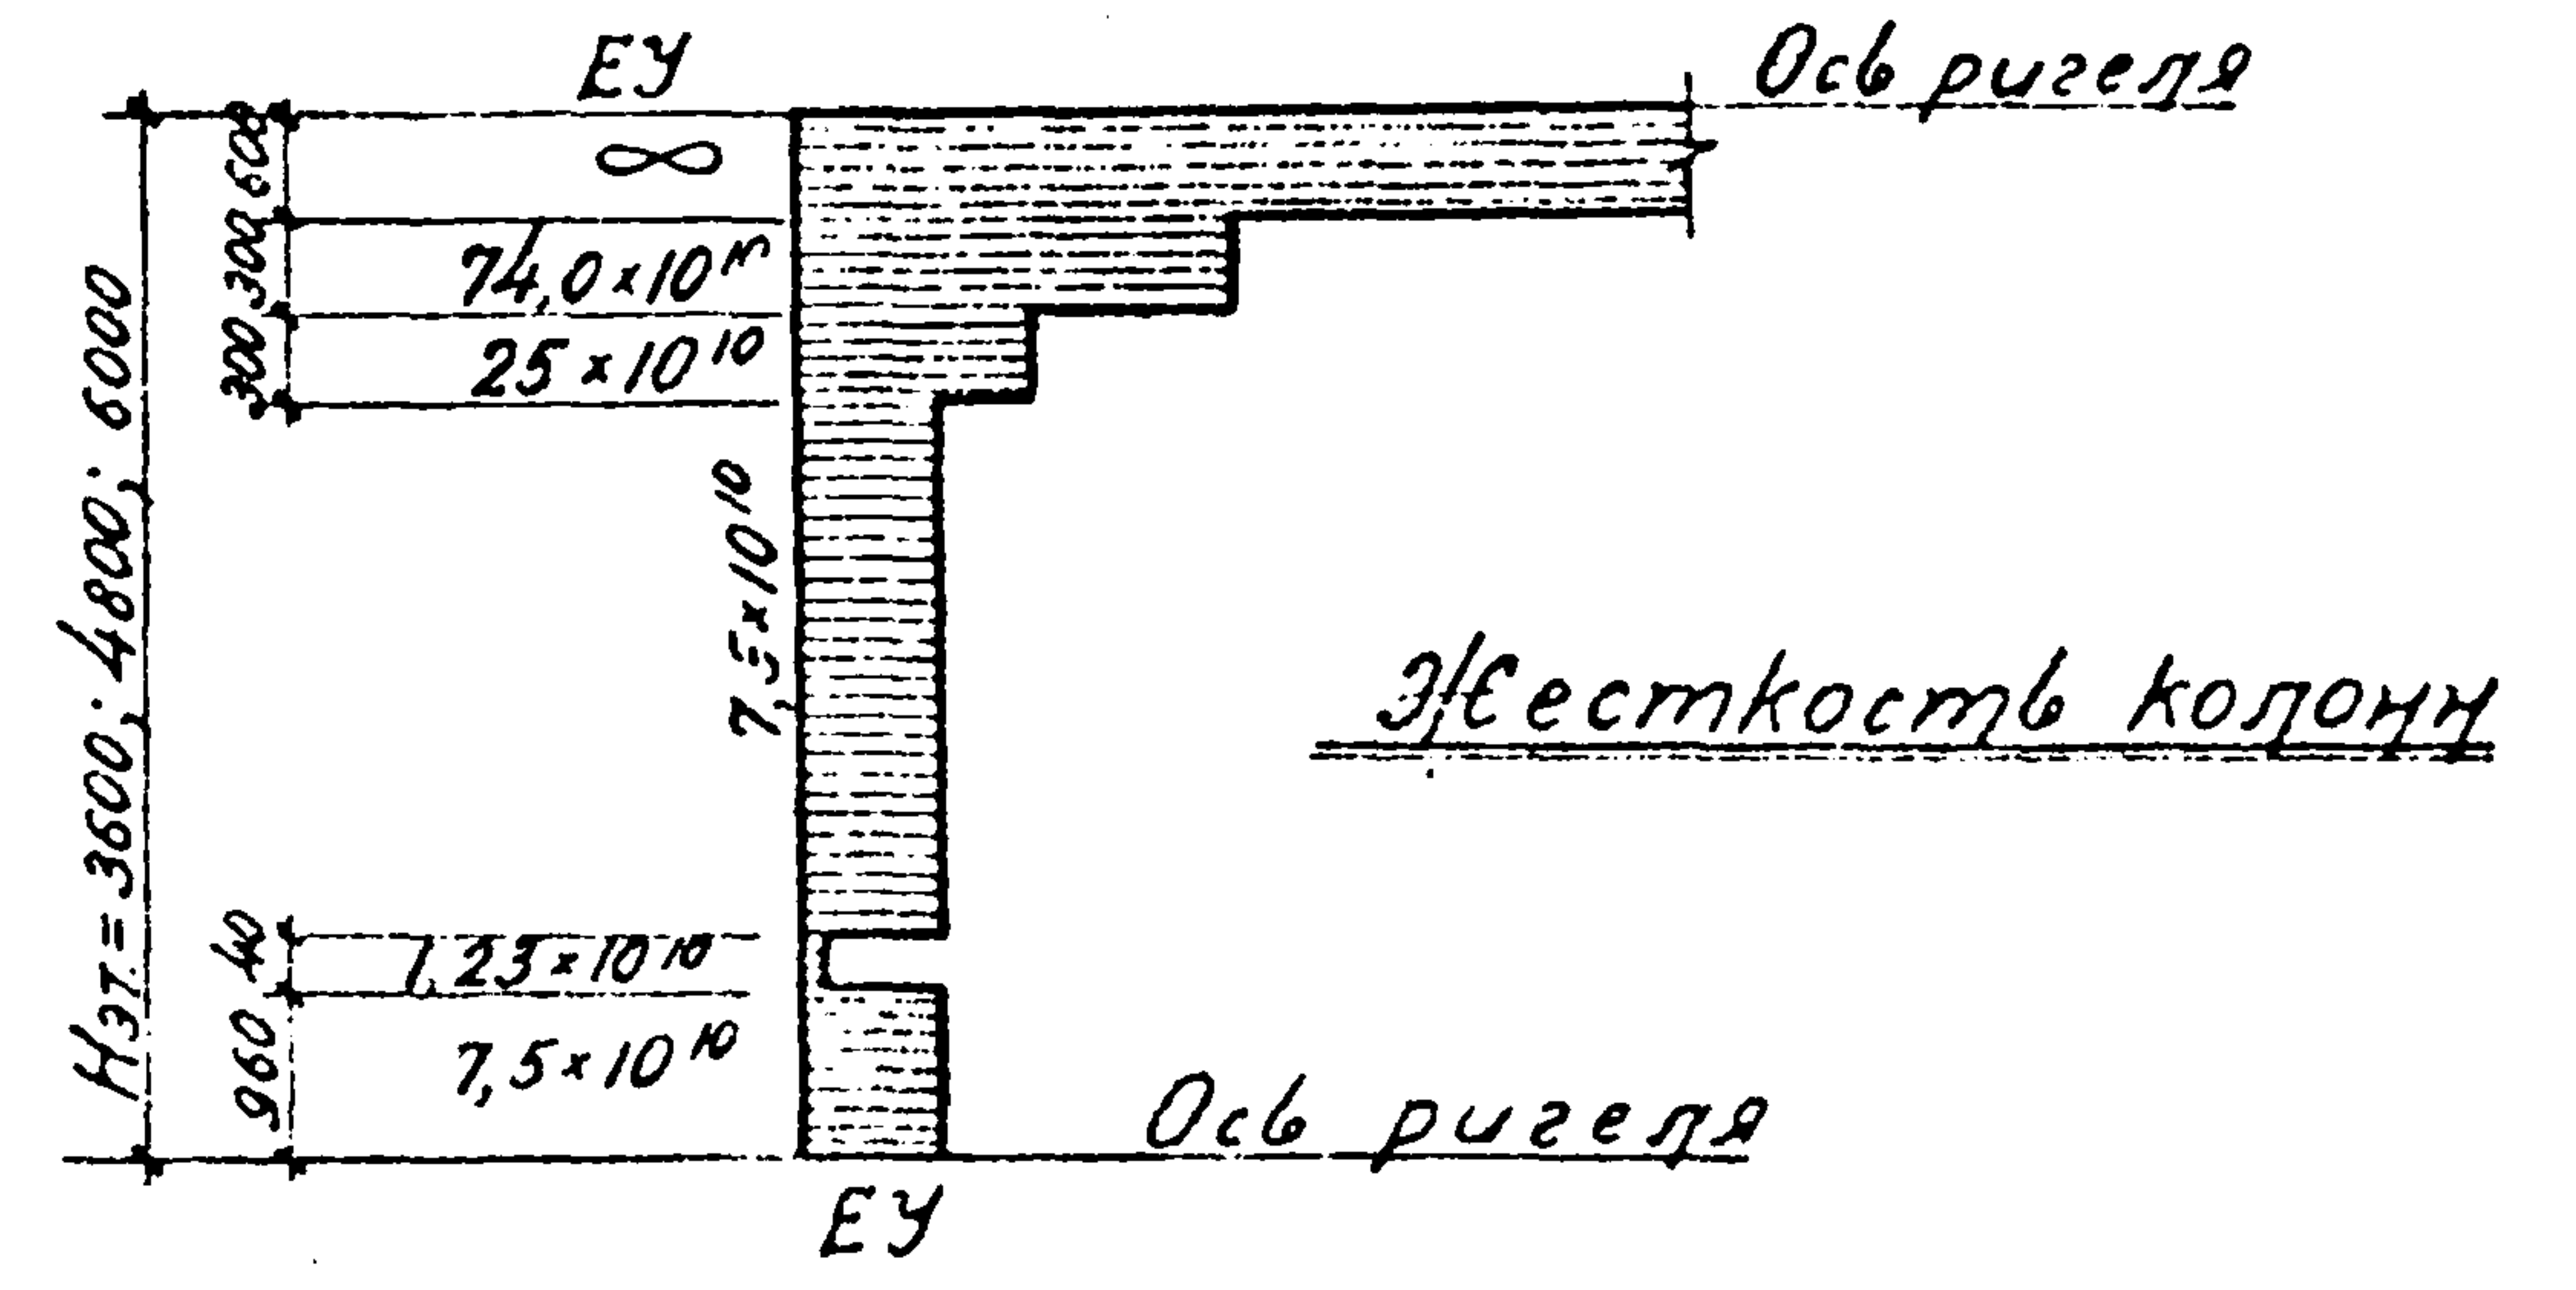 ЕУ
Ось ригеля
∞
600
300
74,0×10¹⁰
300
25×10¹⁰
7,5×10¹⁰
Нэт.=3600; 4800; 6000
Жесткость колонн
40
1,23×10¹⁰
960
7,5×10¹⁰
Ось ригеля
ЕУ